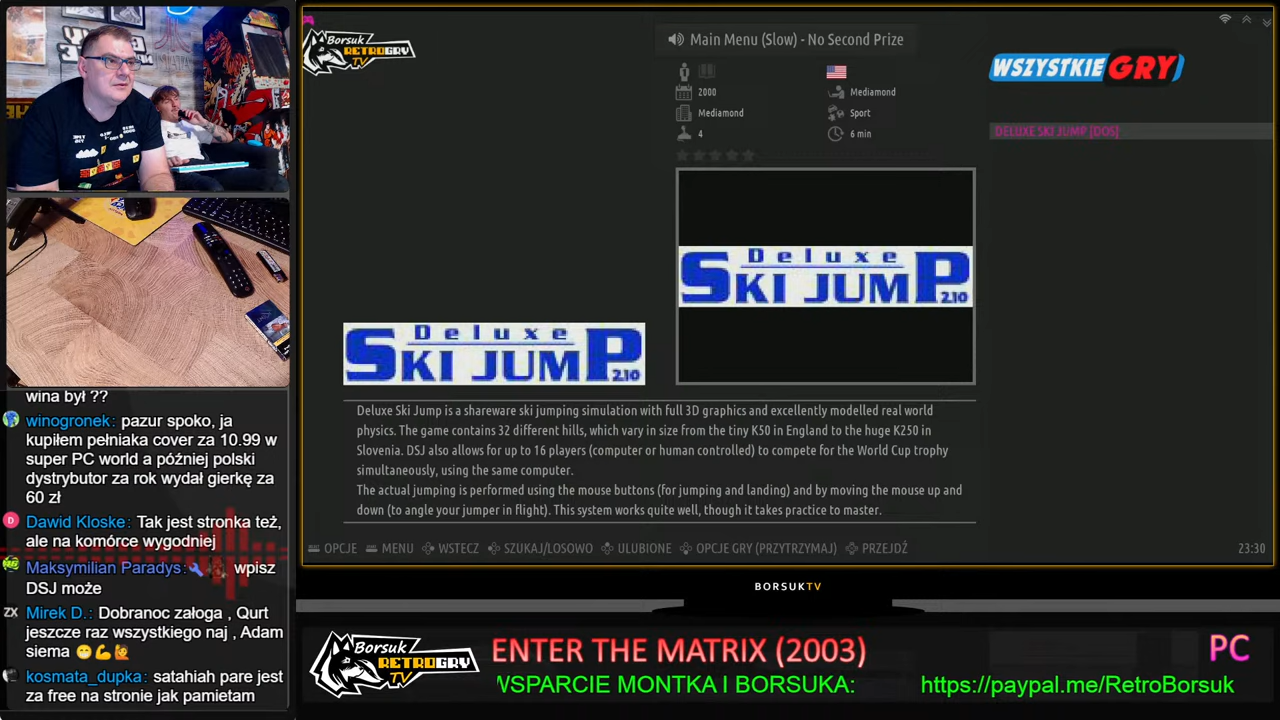 Borsuk
RETROGRY
TV
Main Menu (Slow) - No Second Prize
WSZYSTKIEGRY
2000
Mediamond
Mediamond
Sport
4
6 min
DELUXE SKI JUMP [DOS]
Deluxe
SKI JUMP
2.10
Deluxe
SKI JUMP
2.10
Deluxe Ski Jump is a shareware ski jumping simulation with full 3D graphics and excellently modelled real world
physics. The game contains 32 different hills, which vary in size from the tiny K50 in England to the huge K250 in
Slovenia. DSJ also allows for up to 16 players (computer or human controlled) to compete for the World Cup trophy
simultaneously, using the same computer.
The actual jumping is performed using the mouse buttons (for jumping and landing) and by moving the mouse up and
down (to angle your jumper in flight). This system works quite well, though it takes practice to master.
OPCJE MENU WSTECZ SZUKAJ/LOSOWO ULUBIONE OPCJE GRY (PRZYTRZYMAJ) PRZEJDŹ
23:30
BORSUKTV
wina był ??
winogronek: pazur spoko, ja
kupiłem pełniaka cover za 10.99 w
super PC world a później polski
dystrybutor za rok wydał gierkę za
60 zł
Dawid Kloske: Tak jest stronka też,
ale na komórce wygodniej
Maksymilian Paradys: wpisz
DSJ może
Mirek D.: Dobranoc załoga , Qurt
jeszcze raz wszystkiego naj , Adam
siema 😁💪🙋
kosmata_dupka: satahiah pare jest
za free na stronie jak pamietam
Borsuk
RETROGRY
TV
ENTER THE MATRIX (2003)
PC
WSPARCIE MONTKA I BORSUKA:
https://paypal.me/RetroBorsuk